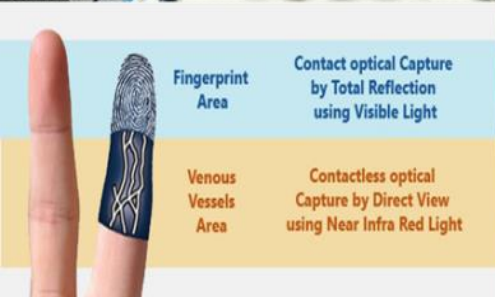 Fingerprint
Area
Contact optical Capture
by Total Reflection
using Visible Light
Venous
Vessels
Area
Contactless optical
Capture by Direct View
using Near Infra Red Light